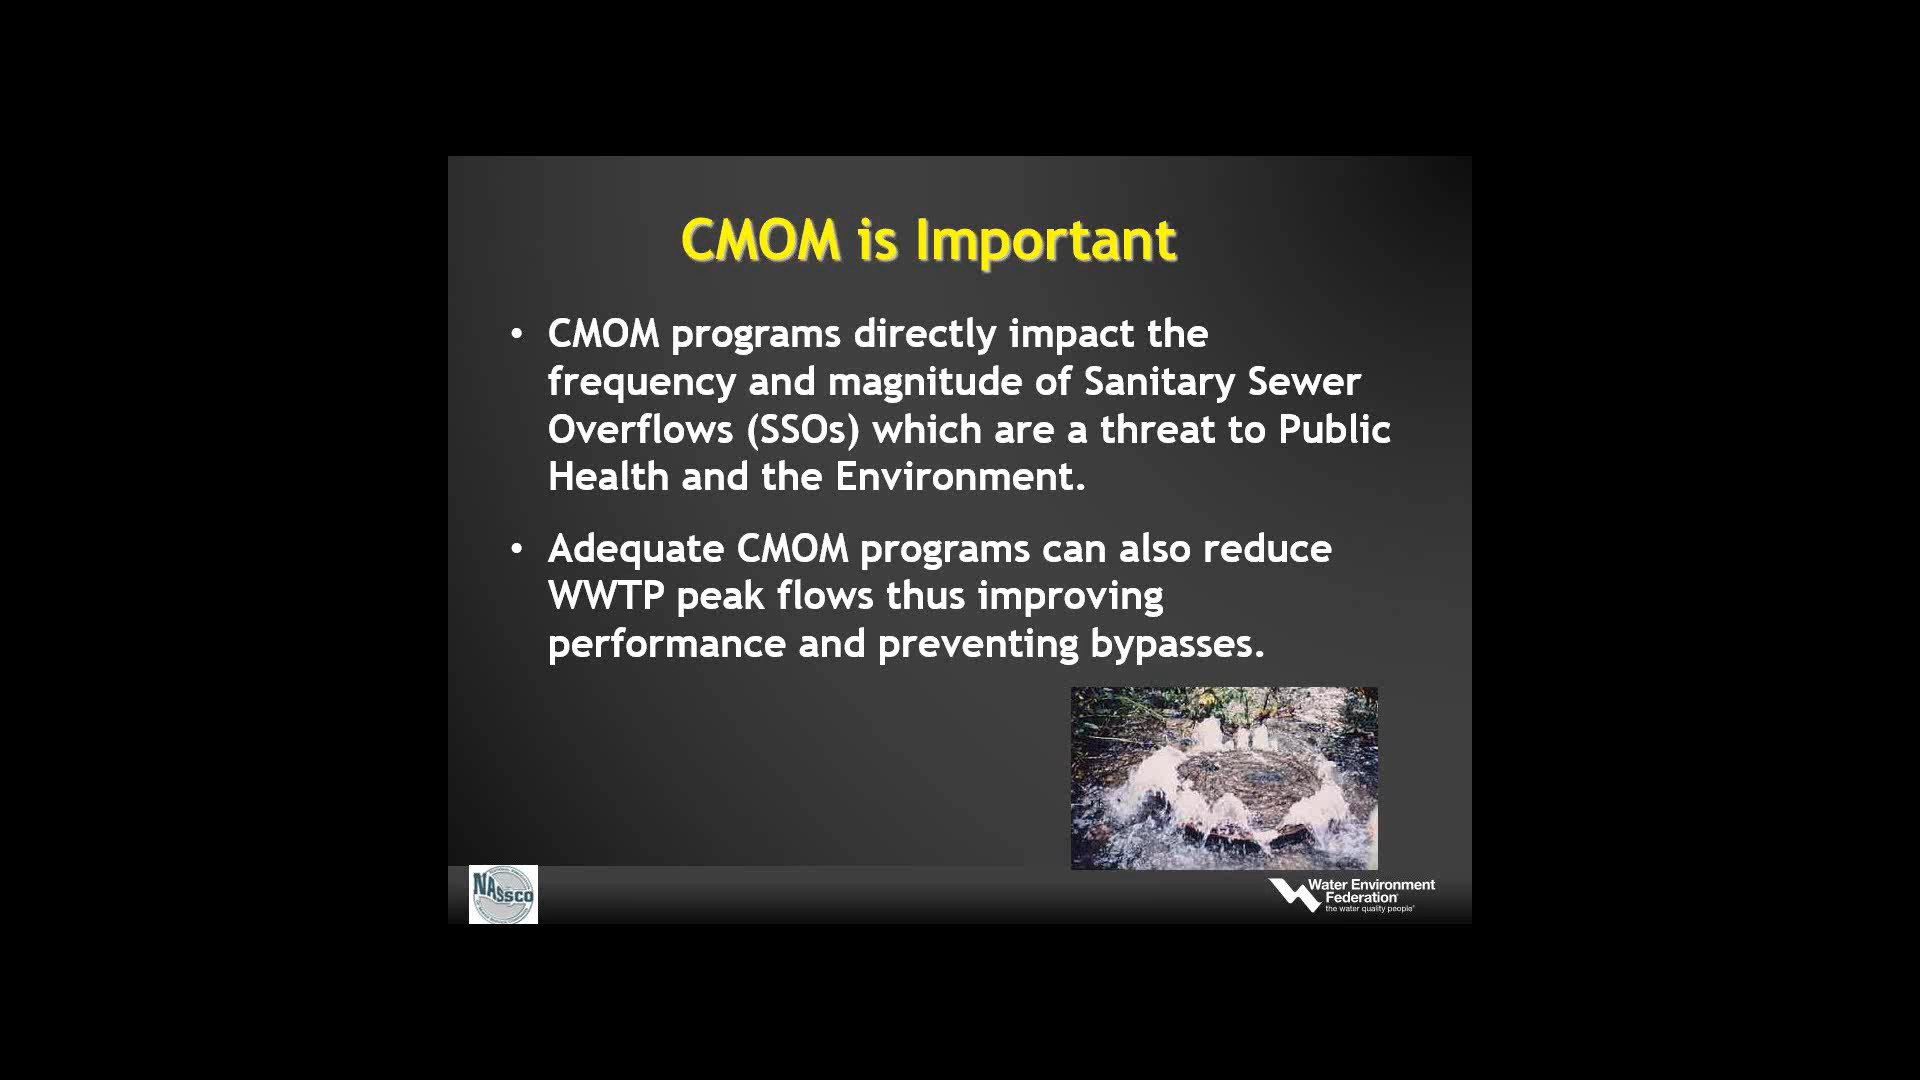 CMOM is Important
• CMOM programs directly impact the
frequency and magnitude of Sanitary Sewer
Overflows (SSOs) which are a threat to Public
Health and the Environment.
• Adequate CMOM programs can also reduce
WWTP peak flows thus improving
performance and preventing bypasses.
NASSCO
Water Environment
Federation
the water quality people